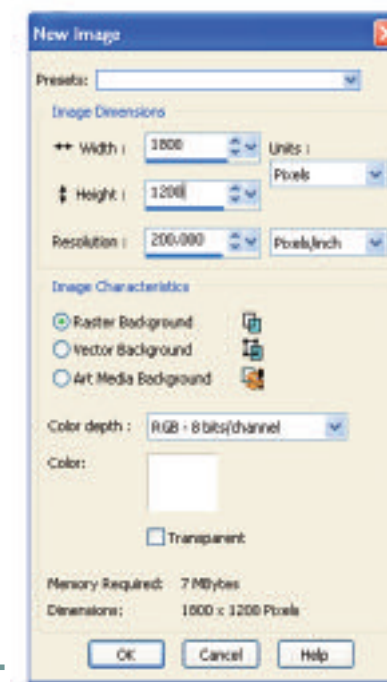 New Image
Presets:
Image Dimensions
Width : 1800 Units :
Pixels
Height : 1200
Resolution : 200.000 Pixels/inch
Image Characteristics
Raster Background
Vector Background
Art Media Background
Color depth : RGB - 8 bits/channel
Color:
Transparent
Memory Required: 7 MBytes
Dimensions: 1800 x 1200 Pixels
OK Cancel Help